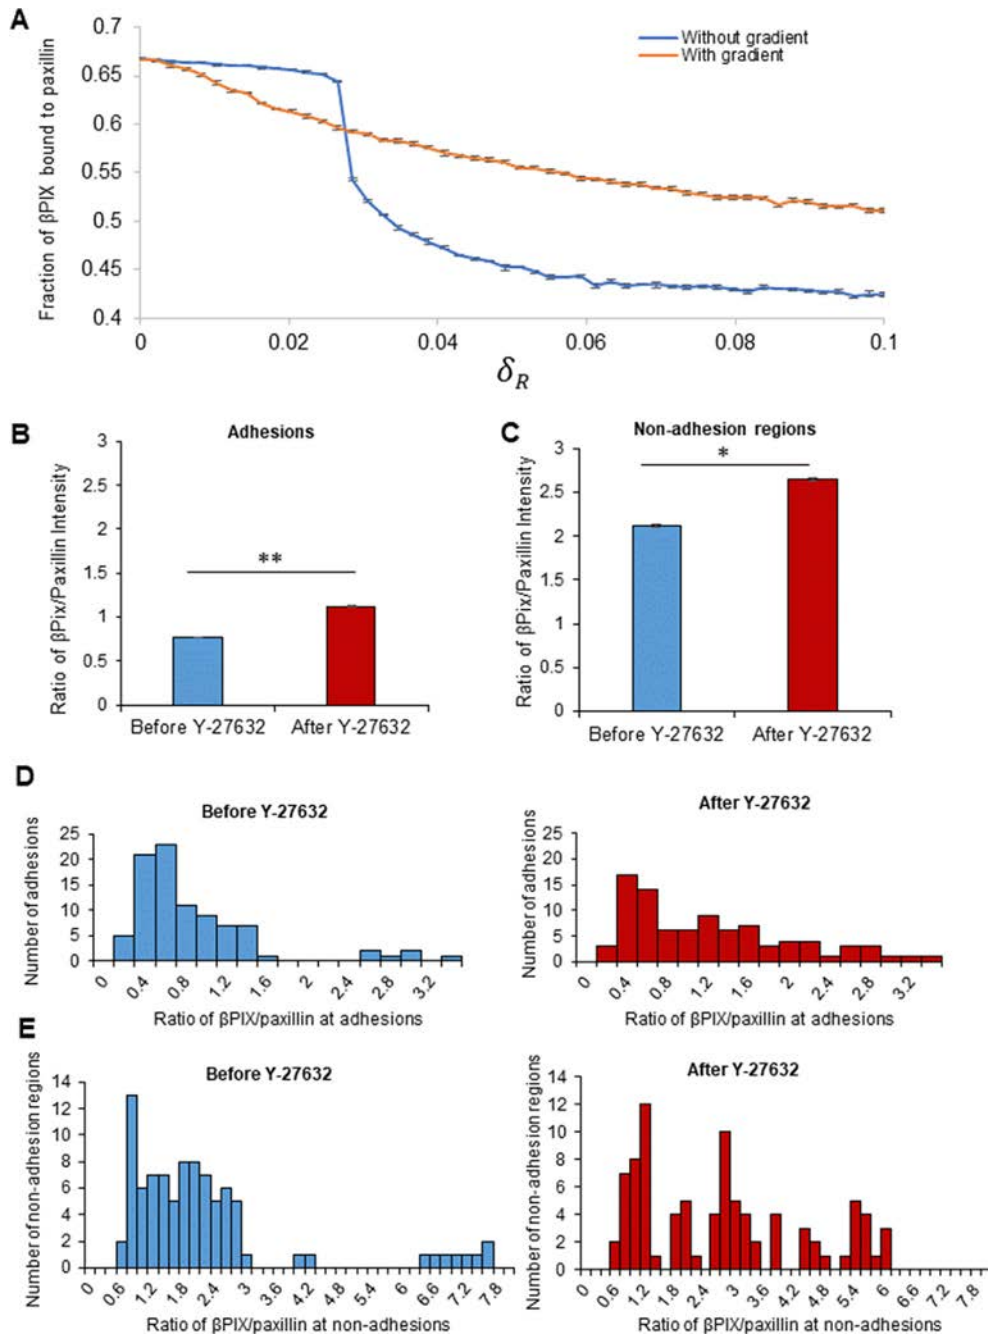 A
Fraction of βPIX bound to paxillin
0.7
0.65
0.6
0.55
0.5
0.45
0.4
Without gradient
With gradient
0 0.02 0.04 0.06 0.08 0.1
δR
B
Adhesions
Ratio of βPix/Paxillin Intensity
3
2.5
2
1.5
1
0.5
0
**
Before Y-27632 After Y-27632
C
Non-adhesion regions
Ratio of βPix/Paxillin Intensity
3
2.5
2
1.5
1
0.5
0
*
Before Y-27632 After Y-27632
D
Before Y-27632
Number of adhesions
25
20
15
10
5
0
0 0.4 0.8 1.2 1.6 2 2.4 2.8 3.2
Ratio of βPIX/paxillin at adhesions
After Y-27632
Number of adhesions
25
20
15
10
5
0
0 0.4 0.8 1.2 1.6 2 2.4 2.8 3.2
Ratio of βPIX/paxillin at adhesions
E
Before Y-27632
Number of non-adhesion regions
14
12
10
8
6
4
2
0
0 0.6 1.2 1.8 2.4 3 3.6 4.2 4.8 5.4 6 6.6 7.2 7.8
Ratio of βPIX/paxillin at non-adhesions
After Y-27632
Number of non-adhesion regions
14
12
10
8
6
4
2
0
0 0.6 1.2 1.8 2.4 3 3.6 4.2 4.8 5.4 6 6.6 7.2 7.8
Ratio of βPIX/paxillin at non-adhesions